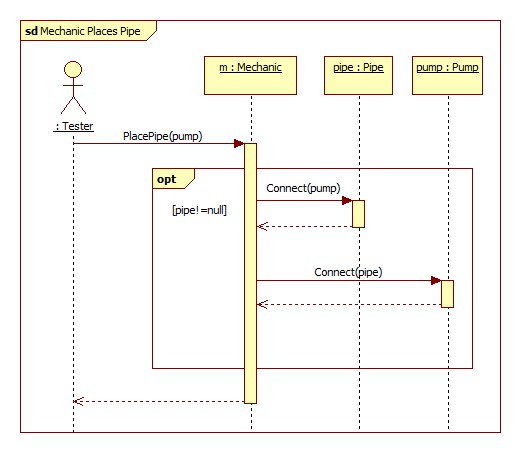 sd Mechanic Places Pipe
m : Mechanic
pipe : Pipe
pump : Pump
: Tester
PlacePipe(pump)
opt
Connect(pump)
[pipe!=null]
Connect(pipe)